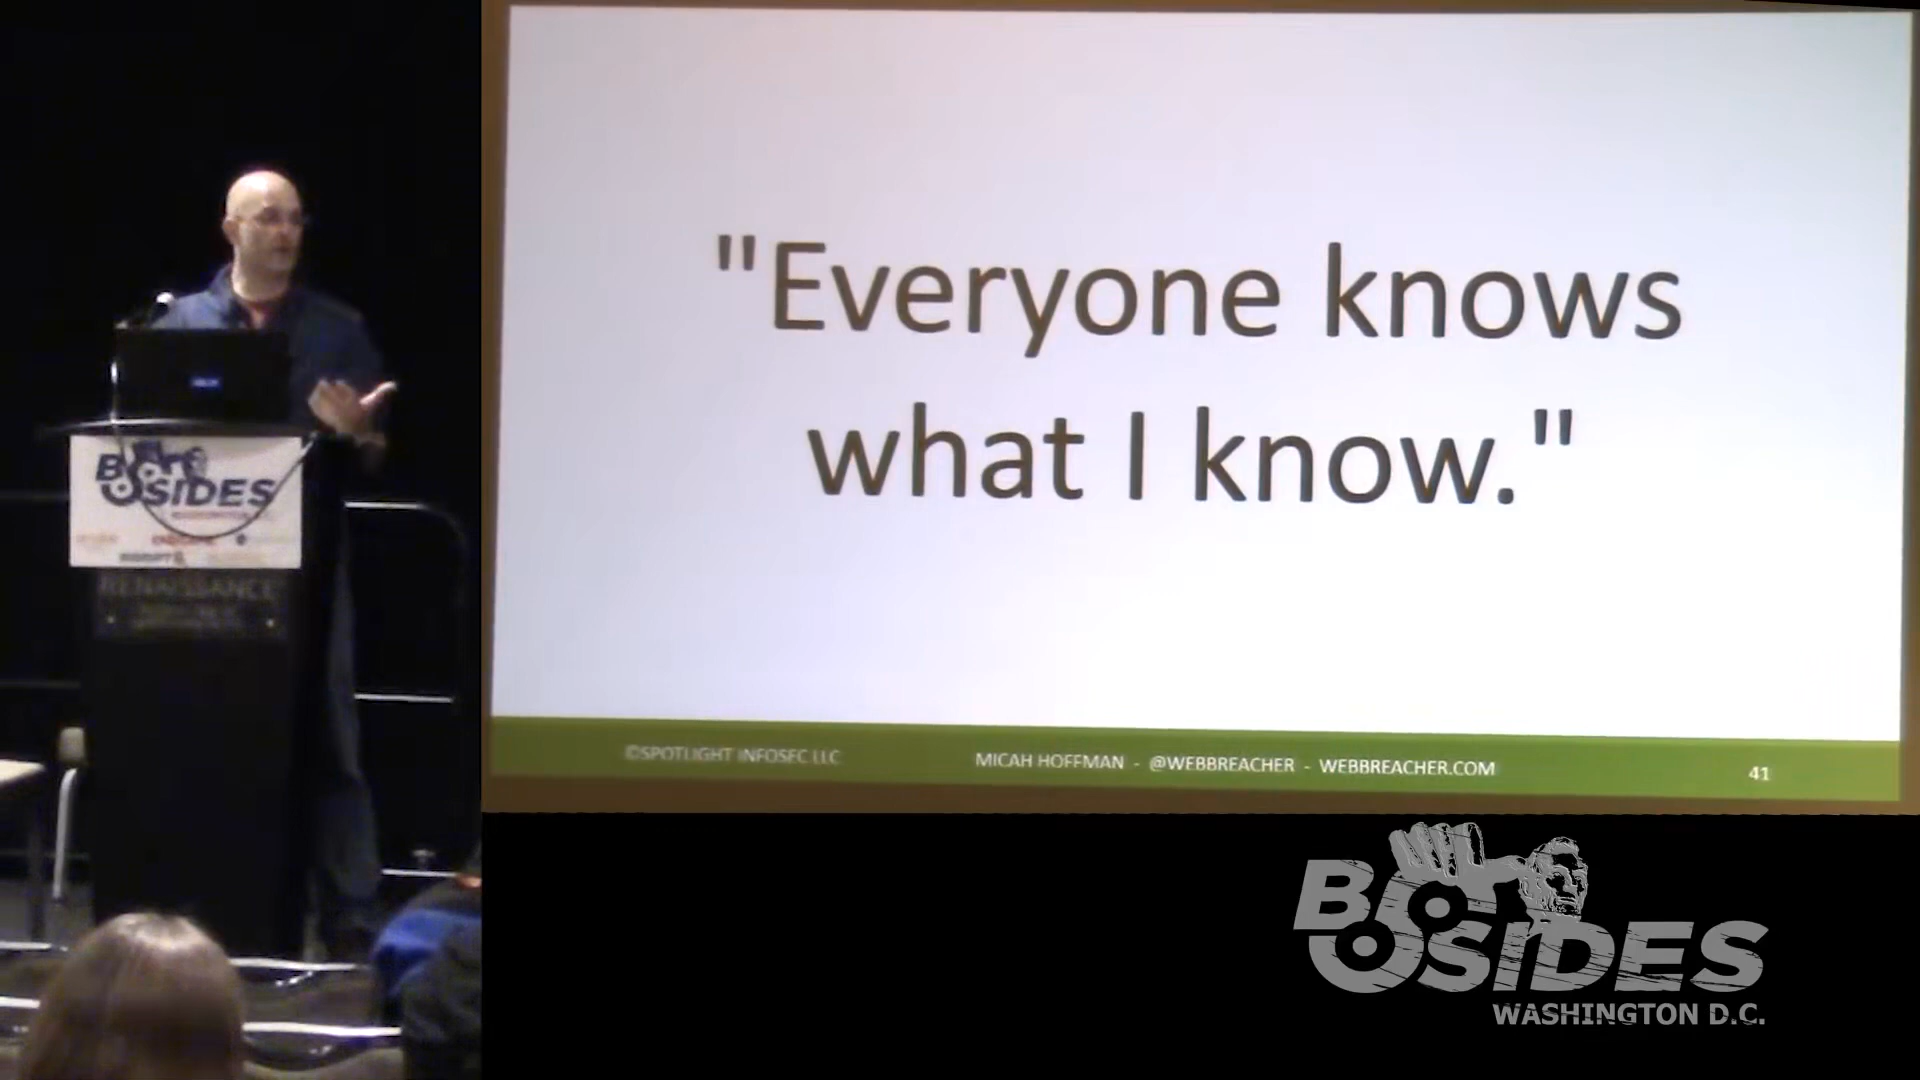 "Everyone knows
what I know."
©SPOTLIGHT INFOSEC LLC
MICAH HOFFMAN - @WEBBREACHER - WEBBREACHER.COM
41
BSIDES
RENAISSANCE
BSIDES
WASHINGTON D.C.